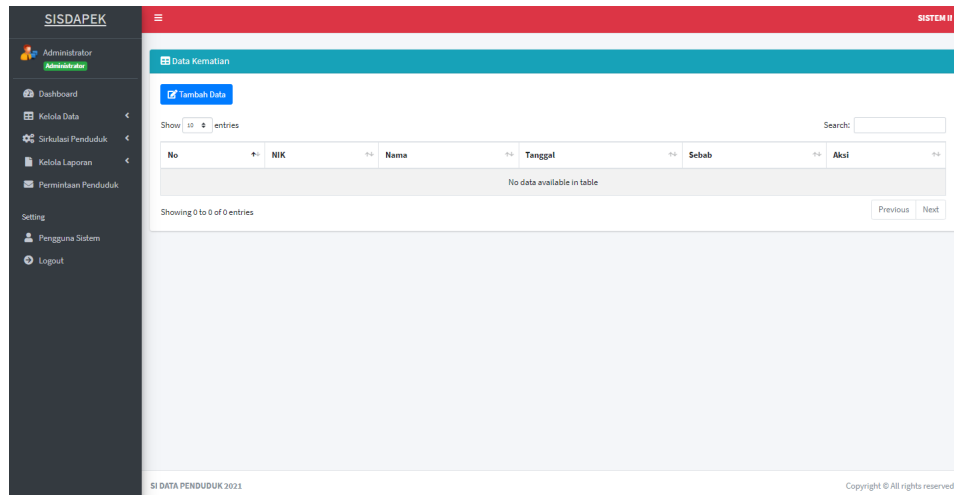 SISDAPEK
SISTEM II
Administrator
Administrator
Dashboard
Kelola Data
Sirkulasi Penduduk
Kelola Laporan
Permintaan Penduduk
Setting
Pengguna Sistem
Logout
Data Kematian
Tambah Data
Show 10 entries
Search:
No NIK Nama Tanggal Sebab Aksi
No data available in table
Showing 0 to 0 of 0 entries
Previous Next
SI DATA PENDUDUK 2021
Copyright © All rights reserved